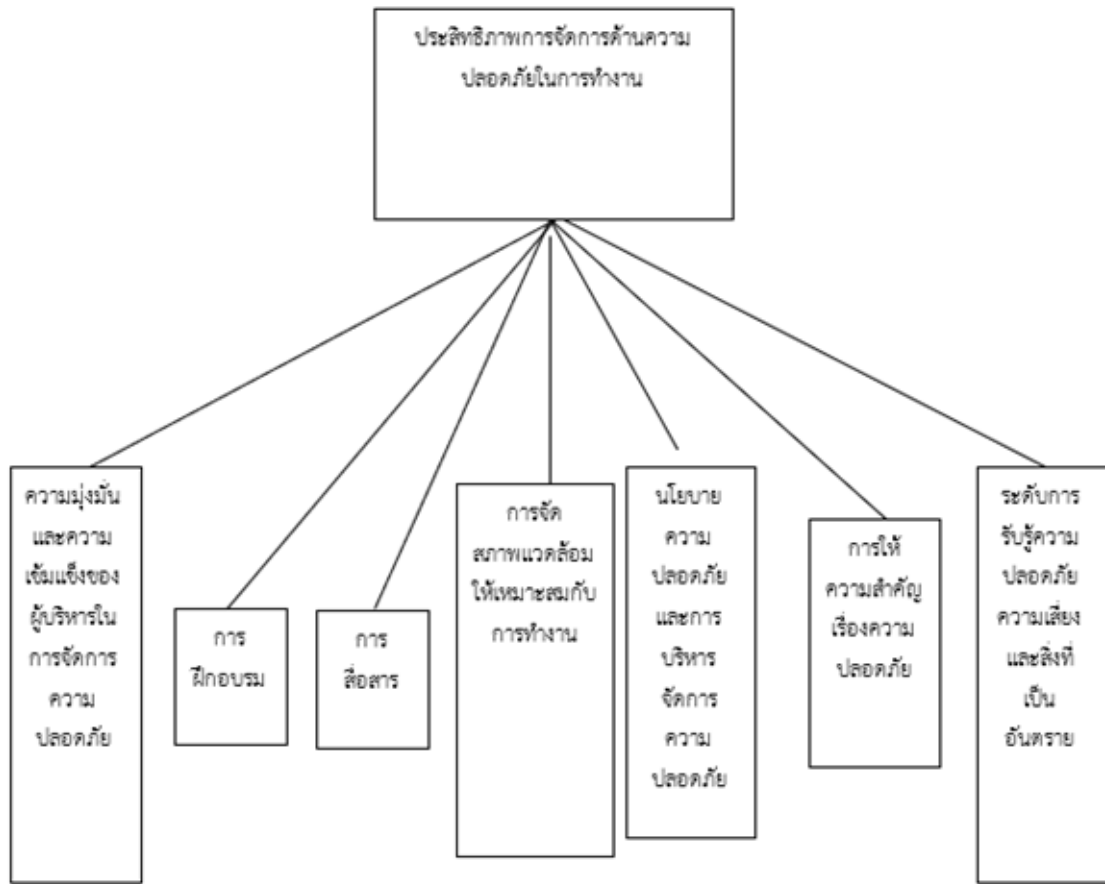 ประสิทธิภาพการจัดการด้านความ
ปลอดภัยในการทำงาน
ความมุ่งมั่น
และความ
เข้มแข็งของ
ผู้บริหารใน
การจัดการ
ความ
ปลอดภัย
การ
ฝึกอบรม
การ
สื่อสาร
การจัด
สภาพแวดล้อม
ให้เหมาะสมกับ
การทำงาน
นโยบาย
ความ
ปลอดภัย
และการ
บริหาร
จัดการ
ความ
ปลอดภัย
การให้
ความสำคัญ
เรื่องความ
ปลอดภัย
ระดับการ
รับรู้ความ
ปลอดภัย
ความเสี่ยง
และสิ่งที่
เป็น
อันตราย